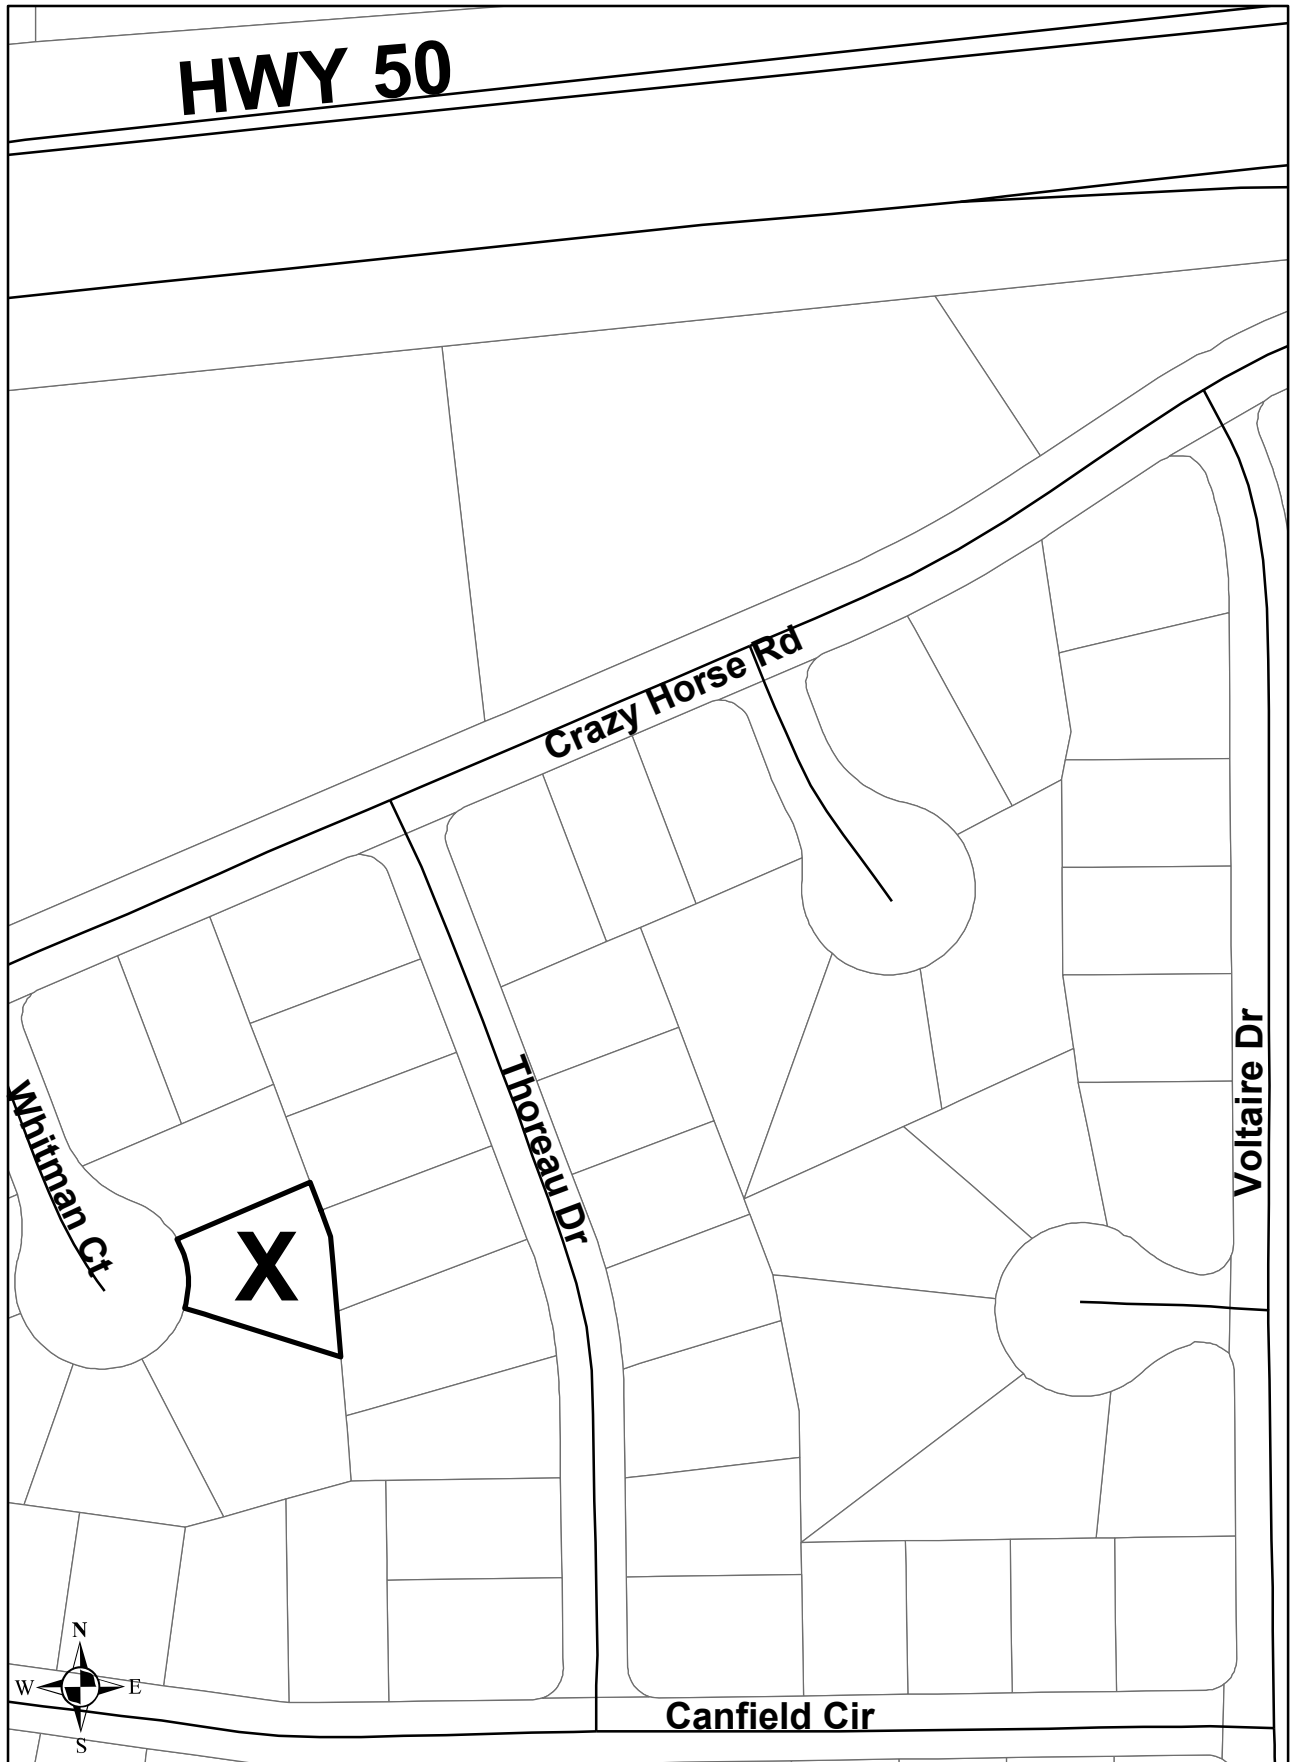 HWY 50
Crazy Horse Rd
Thoreau Dr
Voltaire Dr
Whitman Ct
X
N
W E
S
Canfield Cir